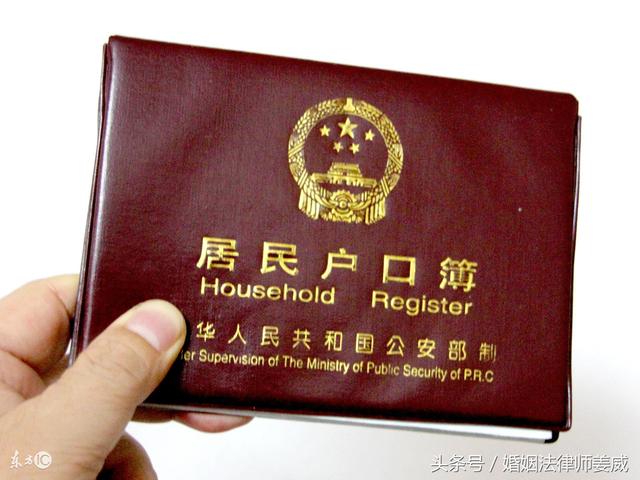 居民户口簿
Household Register
华人民共和国公安部制
er Supervision of The Ministry of Public Security of P.R.C
东方IC
头条号／婚姻法律师姜威